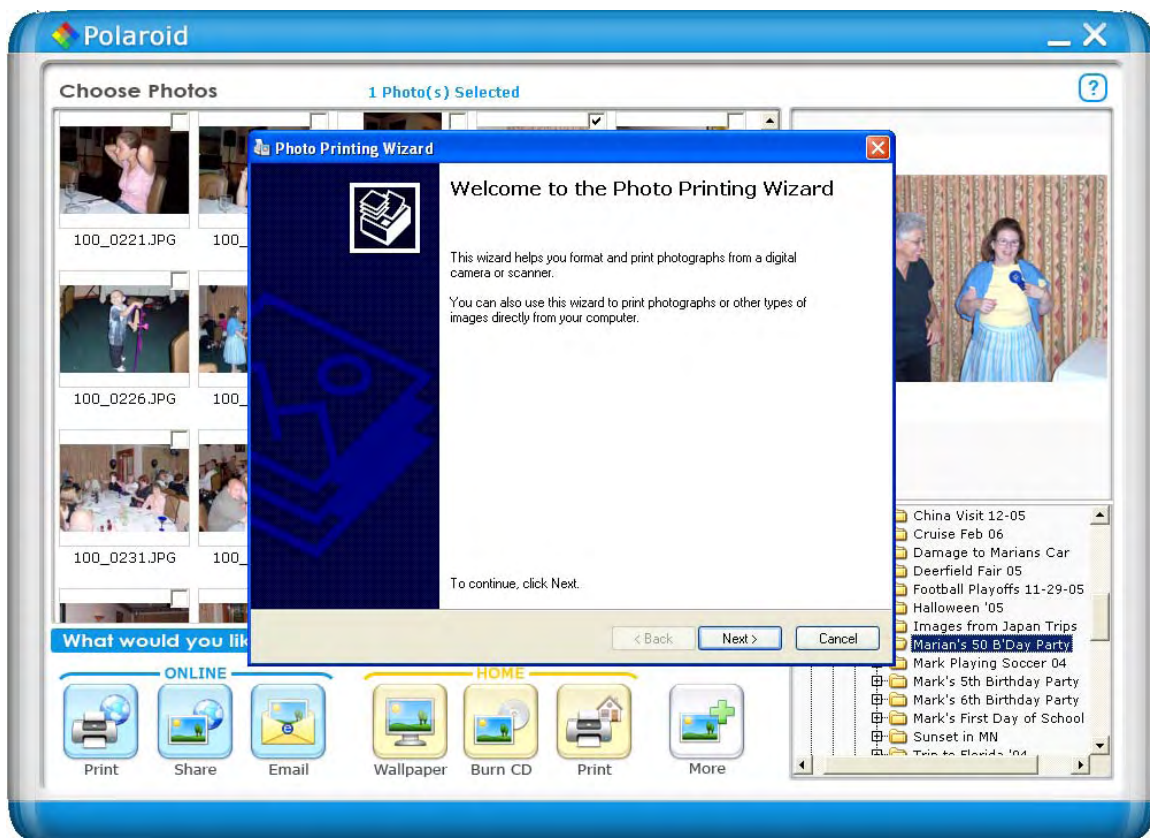 Polaroid
Choose Photos
1 Photo(s) Selected
?
Photo Printing Wizard
Welcome to the Photo Printing Wizard
This wizard helps you format and print photographs from a digital
camera or scanner.
You can also use this wizard to print photographs or other types of
images directly from your computer.
To continue, click Next.
< Back
Next >
Cancel
100_0221.JPG
100_
100_0226.JPG
100_
100_0231.JPG
100_
China Visit 12-05
Cruise Feb 06
Damage to Marians Car
Deerfield Fair 05
Football Playoffs 11-29-05
Halloween '05
Images from Japan Trips
Marian's 50 B'Day Party
Mark Playing Soccer 04
Mark's 5th Birthday Party
Mark's 6th Birthday Party
Mark's First Day of School
Sunset in MN
Trip to Florida '04
What would you lik
ONLINE
HOME
Print
Share
Email
Wallpaper
Burn CD
Print
More